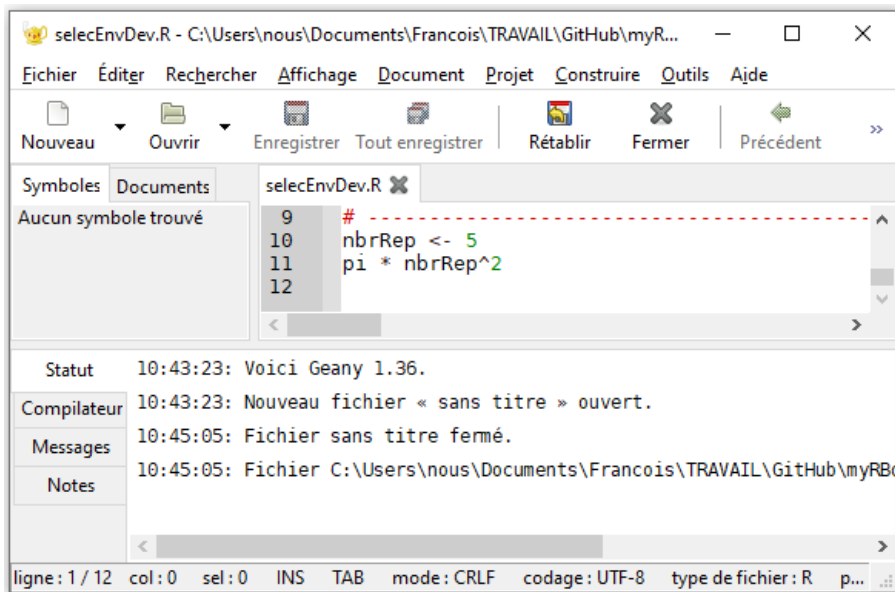 selecEnvDev.R - C:\Users\nous\Documents\Francois\TRAVAIL\GitHub\myR...
Fichier Éditer Rechercher Affichage Document Projet Construire Outils Aide
Nouveau Ouvrir Enregistrer Tout enregistrer Rétablir Fermer Précédent »
Symboles Documents selecEnvDev.R
Aucun symbole trouvé
9 # ------------------------------------------
10 nbrRep <- 5
11 pi * nbrRep^2
12
Statut
Compilateur
Messages
Notes
10:43:23: Voici Geany 1.36.
10:43:23: Nouveau fichier « sans titre » ouvert.
10:45:05: Fichier sans titre fermé.
10:45:05: Fichier C:\Users\nous\Documents\Francois\TRAVAIL\GitHub\myRBo
ligne : 1 / 12 col : 0 sel : 0 INS TAB mode : CRLF codage : UTF-8 type de fichier : R p...